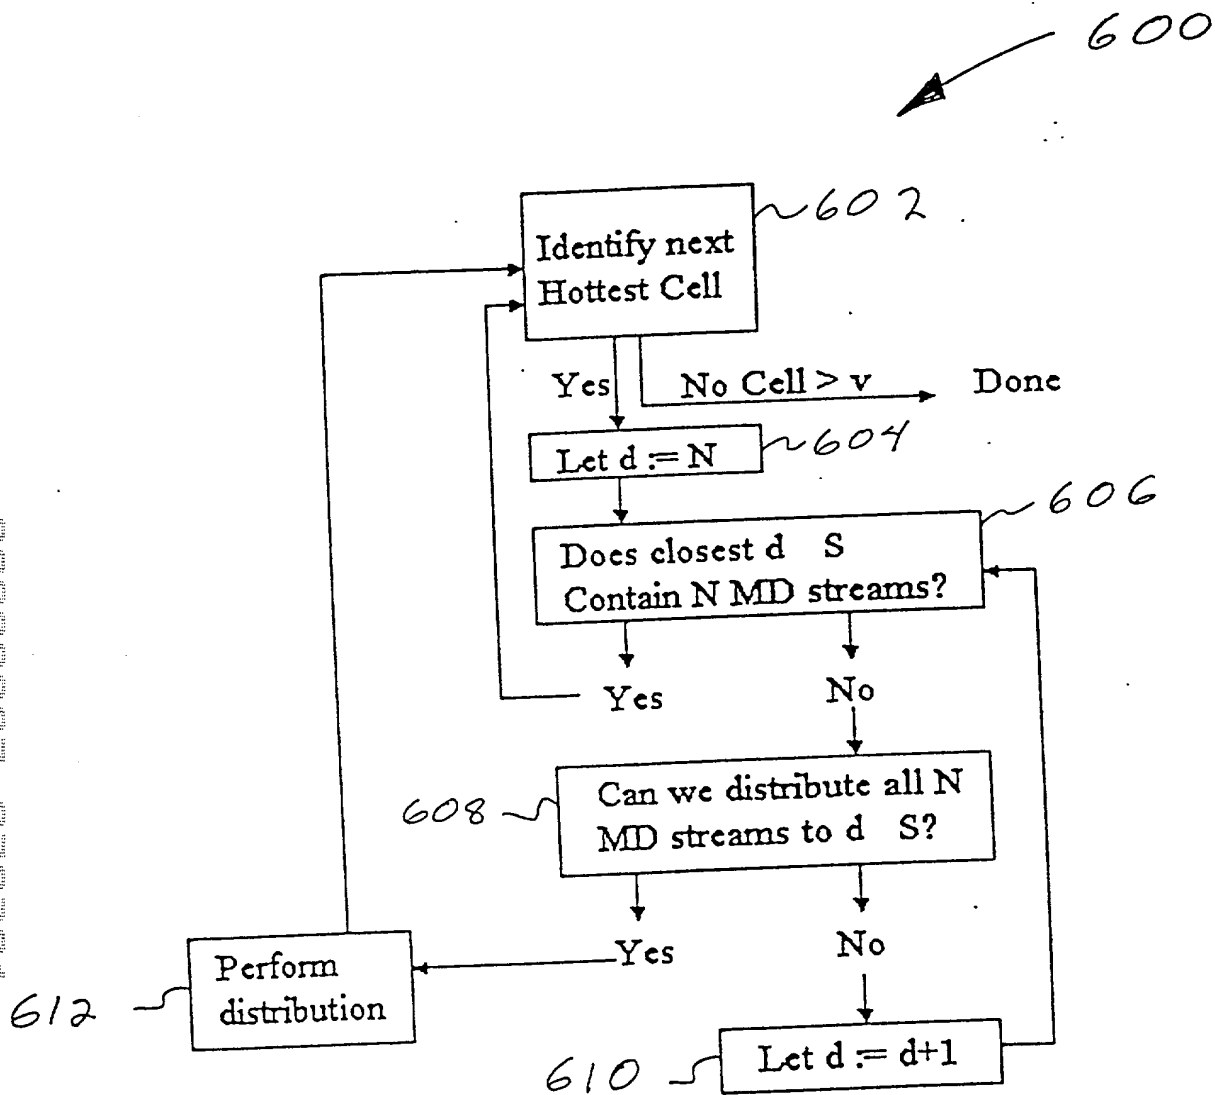 600
602
Identify next
Hottest Cell
Yes
No Cell > v
Done
604
Let d := N
606
Does closest d S
Contain N MD streams?
Yes
No
608
Can we distribute all N
MD streams to d S?
Yes
No
Perform
distribution
612
Let d := d+1
610